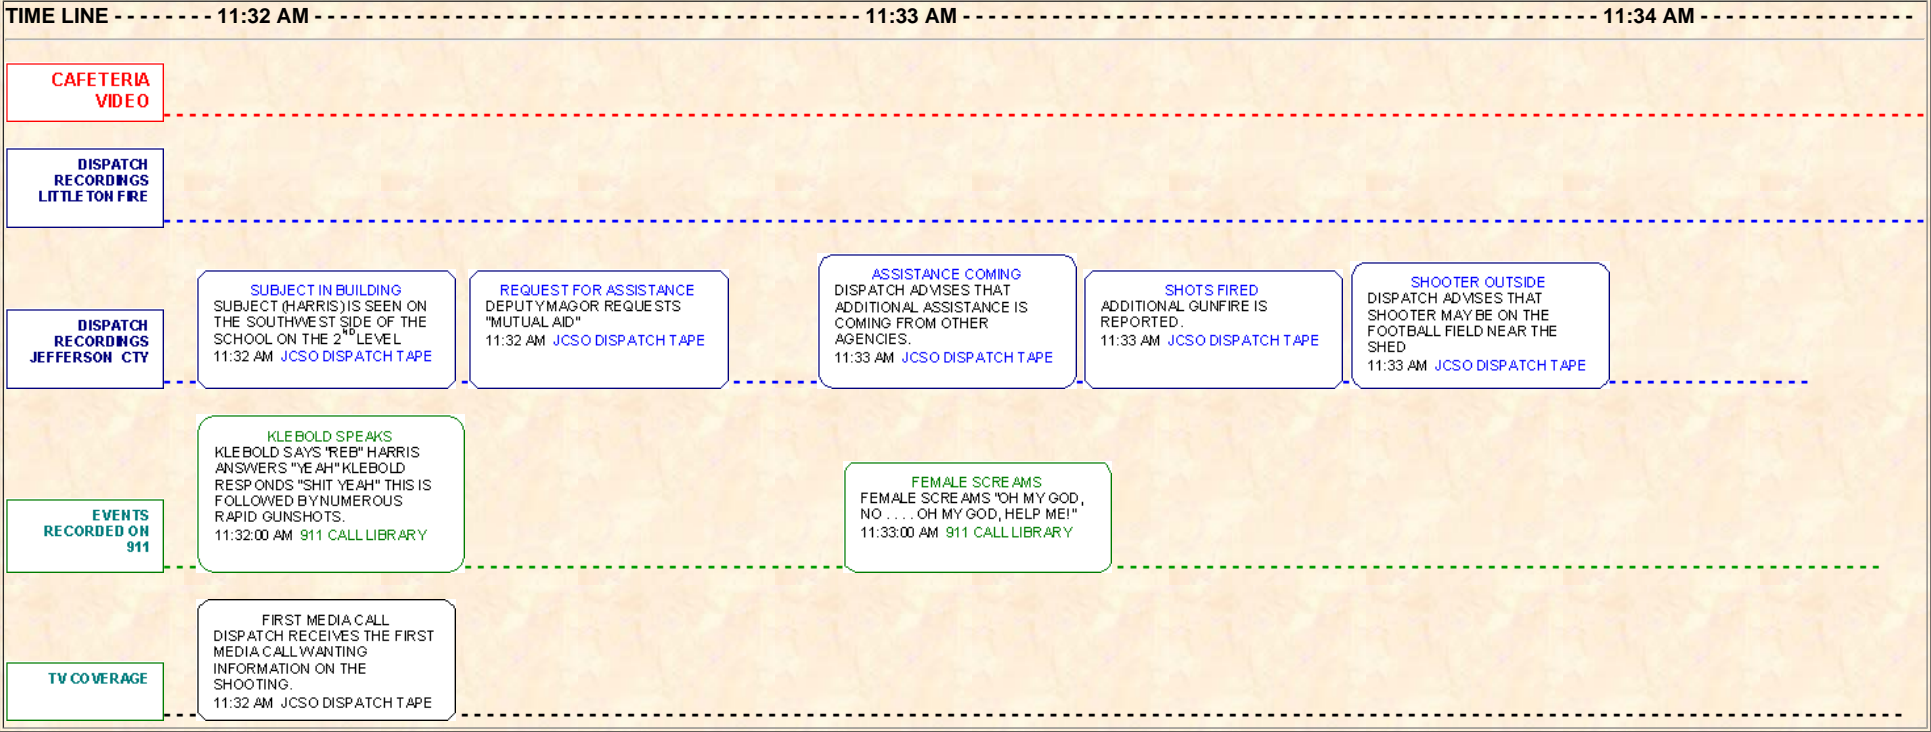 TIME LINE - - - - - - - - 11:32 AM - - - - - - - - - - - - - - - - - - - - - - - - - - - - - - - - - - - - - - - - - - 11:33 AM - - - - - - - - - - - - - - - - - - - - - - - - - - - - - - - - - - - - - - - - - - - - - - - - 11:34 AM - - - - - - - - - - - - - - - -
CAFETERIA
VIDEO
DISPATCH
RECORDINGS
LITTLETON FIRE
DISPATCH
RECORDINGS
JEFFERSON CTY
SUBJECT IN BUILDING
SUBJECT (HARRIS) IS SEEN ON
THE SOUTHWEST SIDE OF THE
SCHOOL ON THE 2ND LEVEL
11:32 AM JCSO DISPATCH TAPE
REQUEST FOR ASSISTANCE
DEPUTY MAGOR REQUESTS
"MUTUAL AID"
11:32 AM JCSO DISPATCH TAPE
ASSISTANCE COMING
DISPATCH ADVISES THAT
ADDITIONAL ASSISTANCE IS
COMING FROM OTHER
AGENCIES.
11:33 AM JCSO DISPATCH TAPE
SHOTS FIRED
ADDITIONAL GUNFIRE IS
REPORTED.
11:33 AM JCSO DISPATCH TAPE
SHOOTER OUTSIDE
DISPATCH ADVISES THAT
SHOOTER MAY BE ON THE
FOOTBALL FIELD NEAR THE
SHED
11:33 AM JCSO DISPATCH TAPE
EVENTS
RECORDED ON
911
KLEBOLD SPEAKS
KLEBOLD SAYS "REB" HARRIS
ANSWERS "YEAH" KLEBOLD
RESPONDS "SHIT YEAH" THIS IS
FOLLOWED BY NUMEROUS
RAPID GUNSHOTS.
11:32:00 AM 911 CALL LIBRARY
FEMALE SCREAMS
FEMALE SCREAMS "OH MY GOD,
NO . . . . OH MY GOD, HELP ME!"
11:33:00 AM 911 CALL LIBRARY
TV COVERAGE
FIRST MEDIA CALL
DISPATCH RECEIVES THE FIRST
MEDIA CALL WANTING
INFORMATION ON THE
SHOOTING.
11:32 AM JCSO DISPATCH TAPE